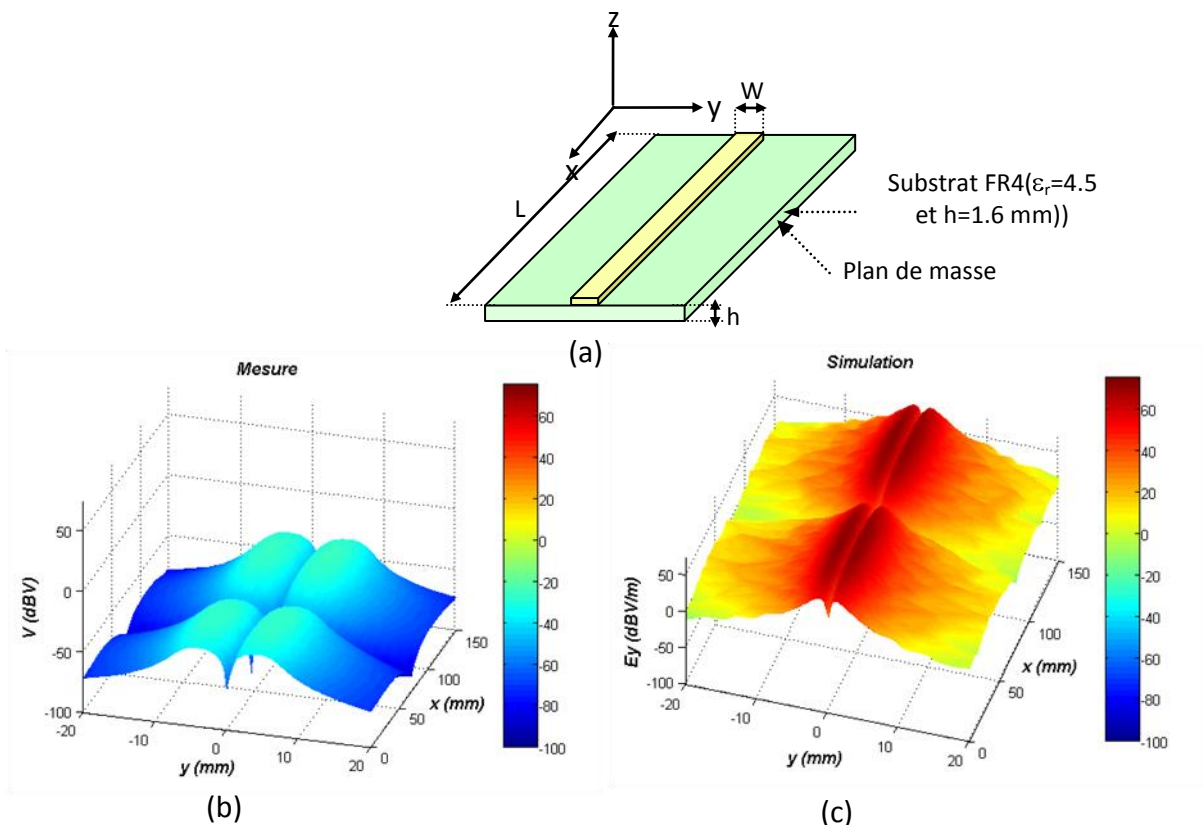 z
W
y
x
L
Substrat FR4(εr=4.5
et h=1.6 mm))
Plan de masse
h
(a)
Mesure
50
0
-50
-100
V (dBV)
-20
-10
0
10
20
y (mm)
0
50
100
150
x (mm)
60
40
20
0
-20
-40
-60
-80
-100
(b)
Simulation
50
0
-50
-100
Ey (dBV/m)
-20
-10
0
10
20
y (mm)
0
50
100
150
x (mm)
60
40
20
0
-20
-40
-60
-80
-100
(c)